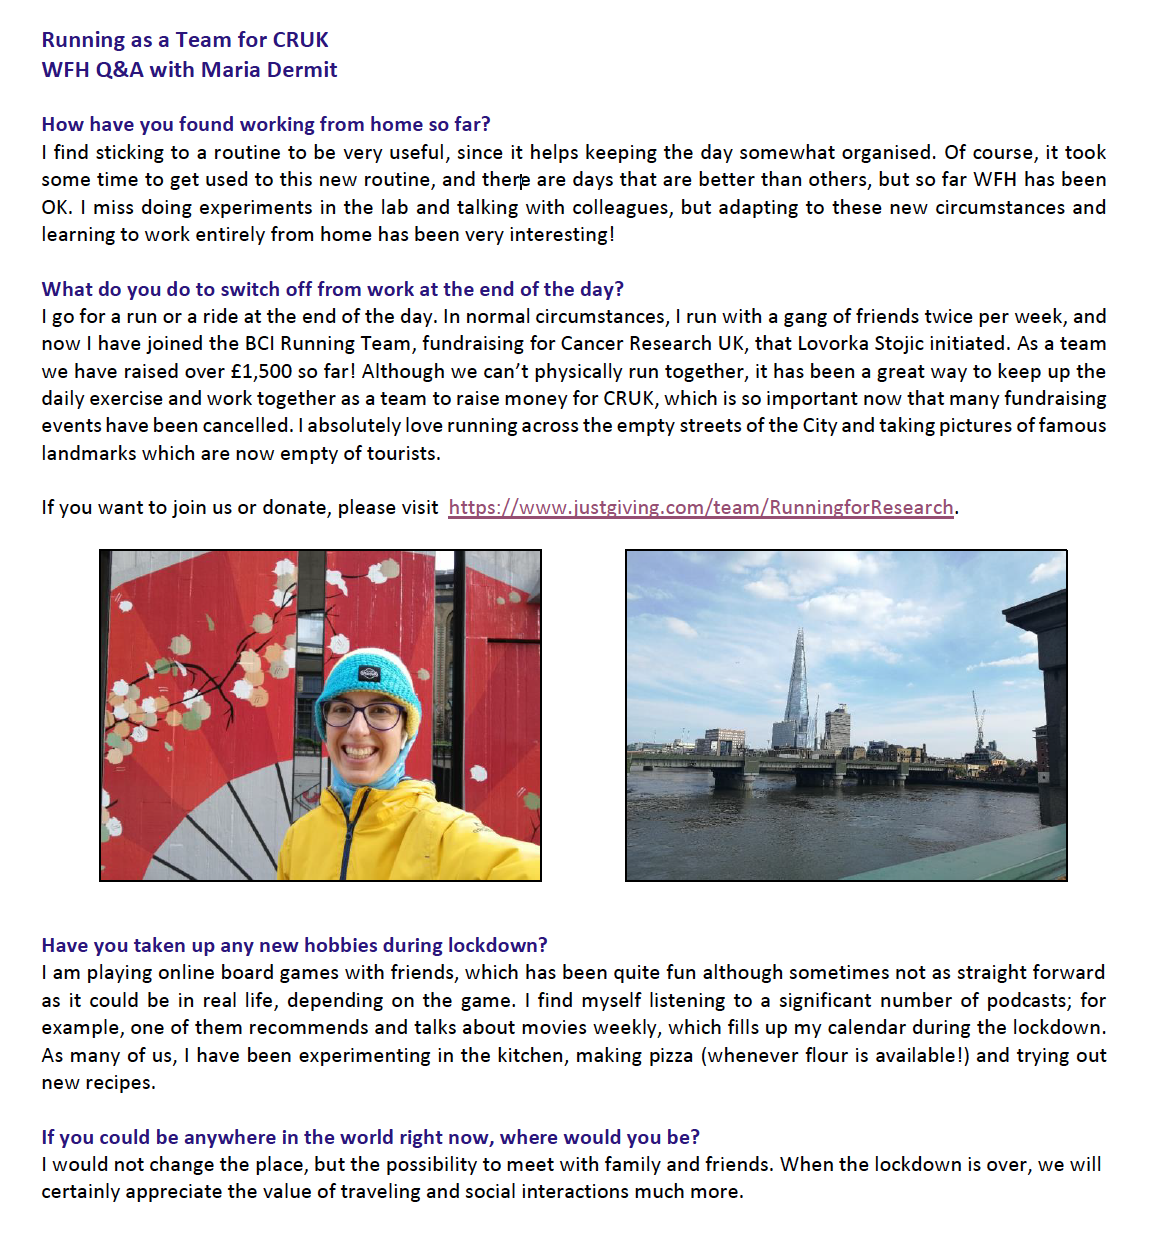 Running as a Team for CRUK
WFH Q&A with Maria Dermit
How have you found working from home so far?
I find sticking to a routine to be very useful, since it helps keeping the day somewhat organised. Of course, it took
some time to get used to this new routine, and there are days that are better than others, but so far WFH has been
OK. I miss doing experiments in the lab and talking with colleagues, but adapting to these new circumstances and
learning to work entirely from home has been very interesting!
What do you do to switch off from work at the end of the day?
I go for a run or a ride at the end of the day. In normal circumstances, I run with a gang of friends twice per week, and
now I have joined the BCI Running Team, fundraising for Cancer Research UK, that Lovorka Stojic initiated. As a team
we have raised over £1,500 so far! Although we can’t physically run together, it has been a great way to keep up the
daily exercise and work together as a team to raise money for CRUK, which is so important now that many fundraising
events have been cancelled. I absolutely love running across the empty streets of the City and taking pictures of famous
landmarks which are now empty of tourists.
If you want to join us or donate, please visit https://www.justgiving.com/team/RunningforResearch.
Have you taken up any new hobbies during lockdown?
I am playing online board games with friends, which has been quite fun although sometimes not as straight forward
as it could be in real life, depending on the game. I find myself listening to a significant number of podcasts; for
example, one of them recommends and talks about movies weekly, which fills up my calendar during the lockdown.
As many of us, I have been experimenting in the kitchen, making pizza (whenever flour is available!) and trying out
new recipes.
If you could be anywhere in the world right now, where would you be?
I would not change the place, but the possibility to meet with family and friends. When the lockdown is over, we will
certainly appreciate the value of traveling and social interactions much more.